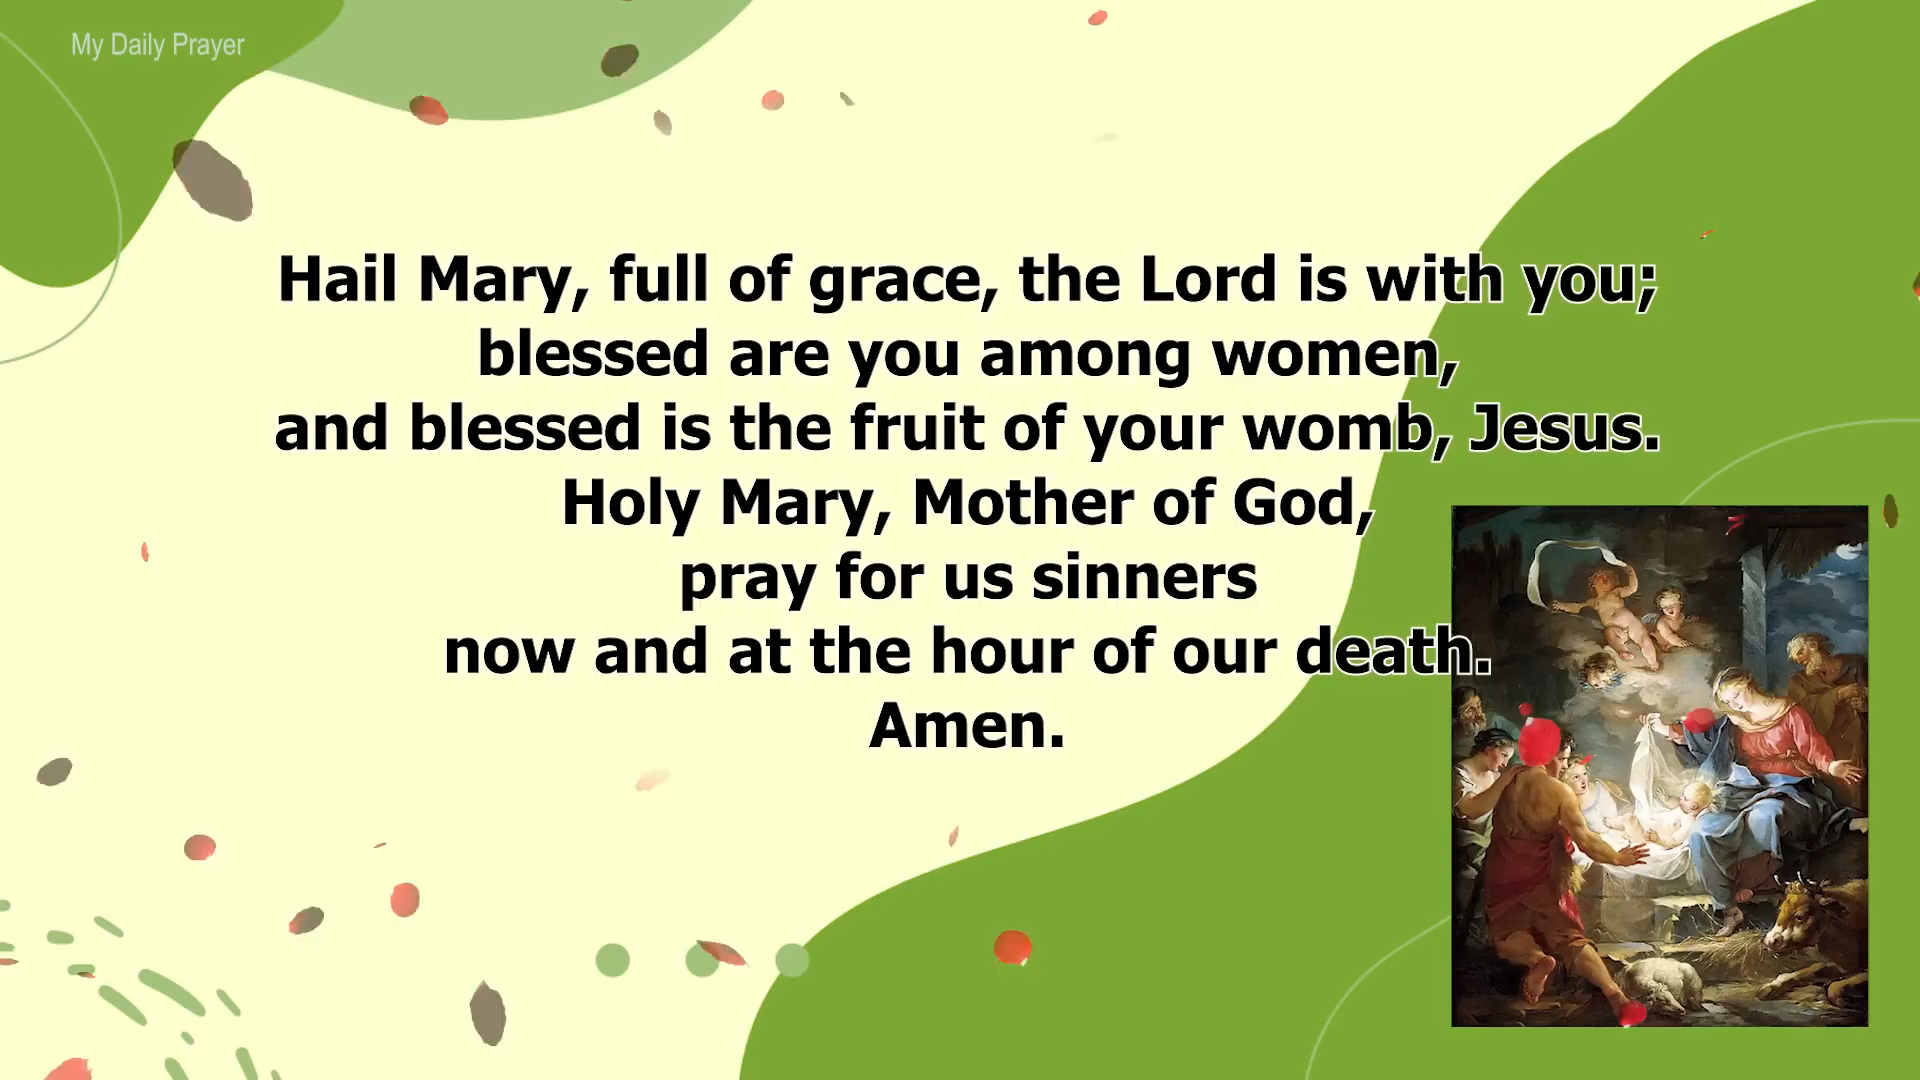 My Daily Prayer
Hail Mary, full of grace, the Lord is with you;
blessed are you among women,
and blessed is the fruit of your womb, Jesus.
Holy Mary, Mother of God,
pray for us sinners
now and at the hour of our death.
Amen.